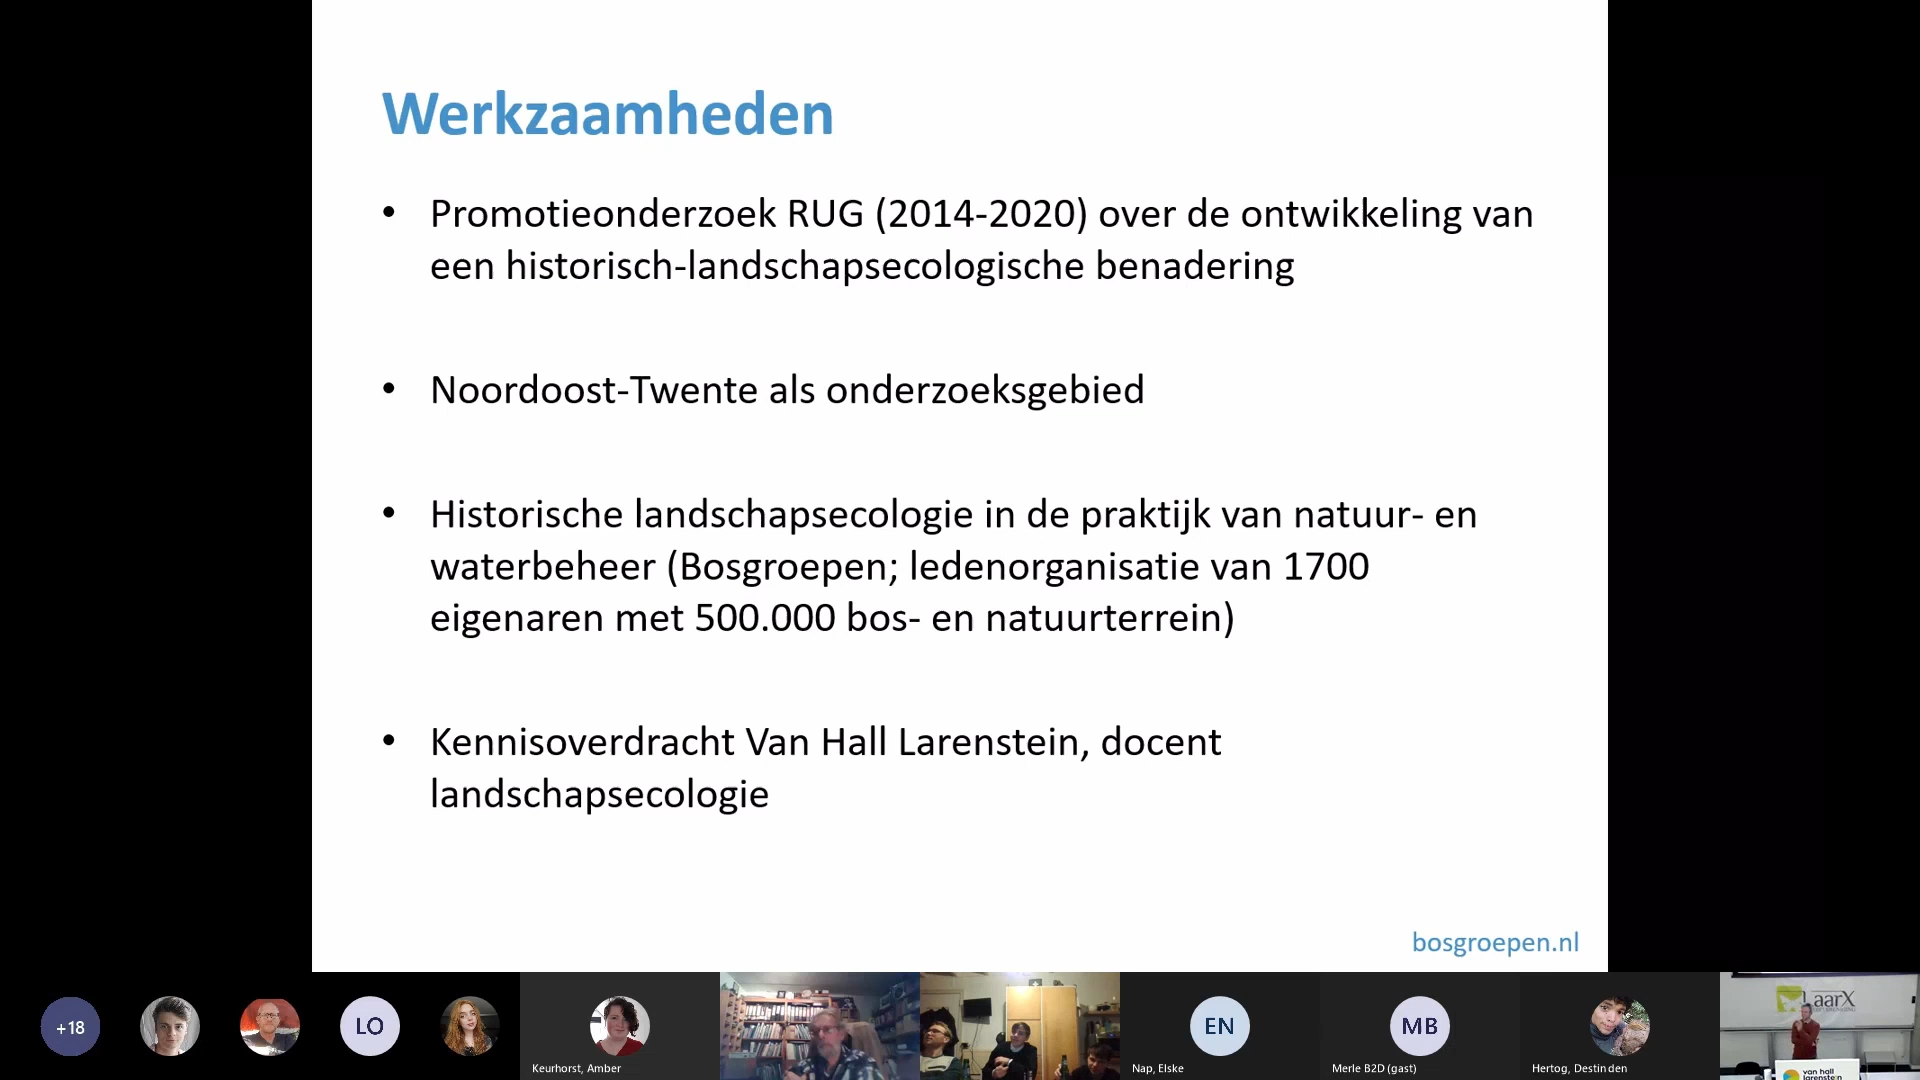 Werkzaamheden
• Promotieonderzoek RUG (2014-2020) over de ontwikkeling van
een historisch-landschapsecologische benadering
• Noordoost-Twente als onderzoeksgebied
• Historische landschapsecologie in de praktijk van natuur- en
waterbeheer (Bosgroepen; ledenorganisatie van 1700
eigenaren met 500.000 bos- en natuurterrein)
• Kennisoverdracht Van Hall Larenstein, docent
landschapsecologie
bosgroepen.nl
+18
LO
Keurhorst, Amber
EN
Nap, Elske
MB
Merle B2D (gast)
Hertog, Destin den
LaarX
van hall
larenstein